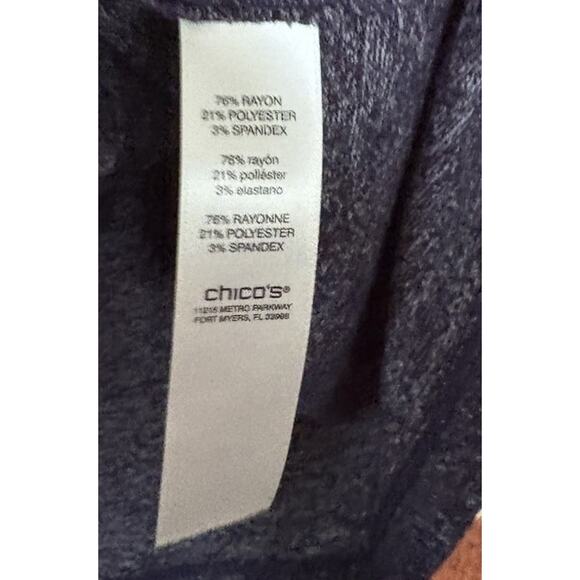 76% RAYON
21% POLYESTER
3% SPANDEX
76% rayón
21% poliéster
3% elastano
76% RAYONNE
21% POLYESTER
3% SPANDEX
chico's®
11215 METRO PARKWAY
FORT MYERS, FL 33966